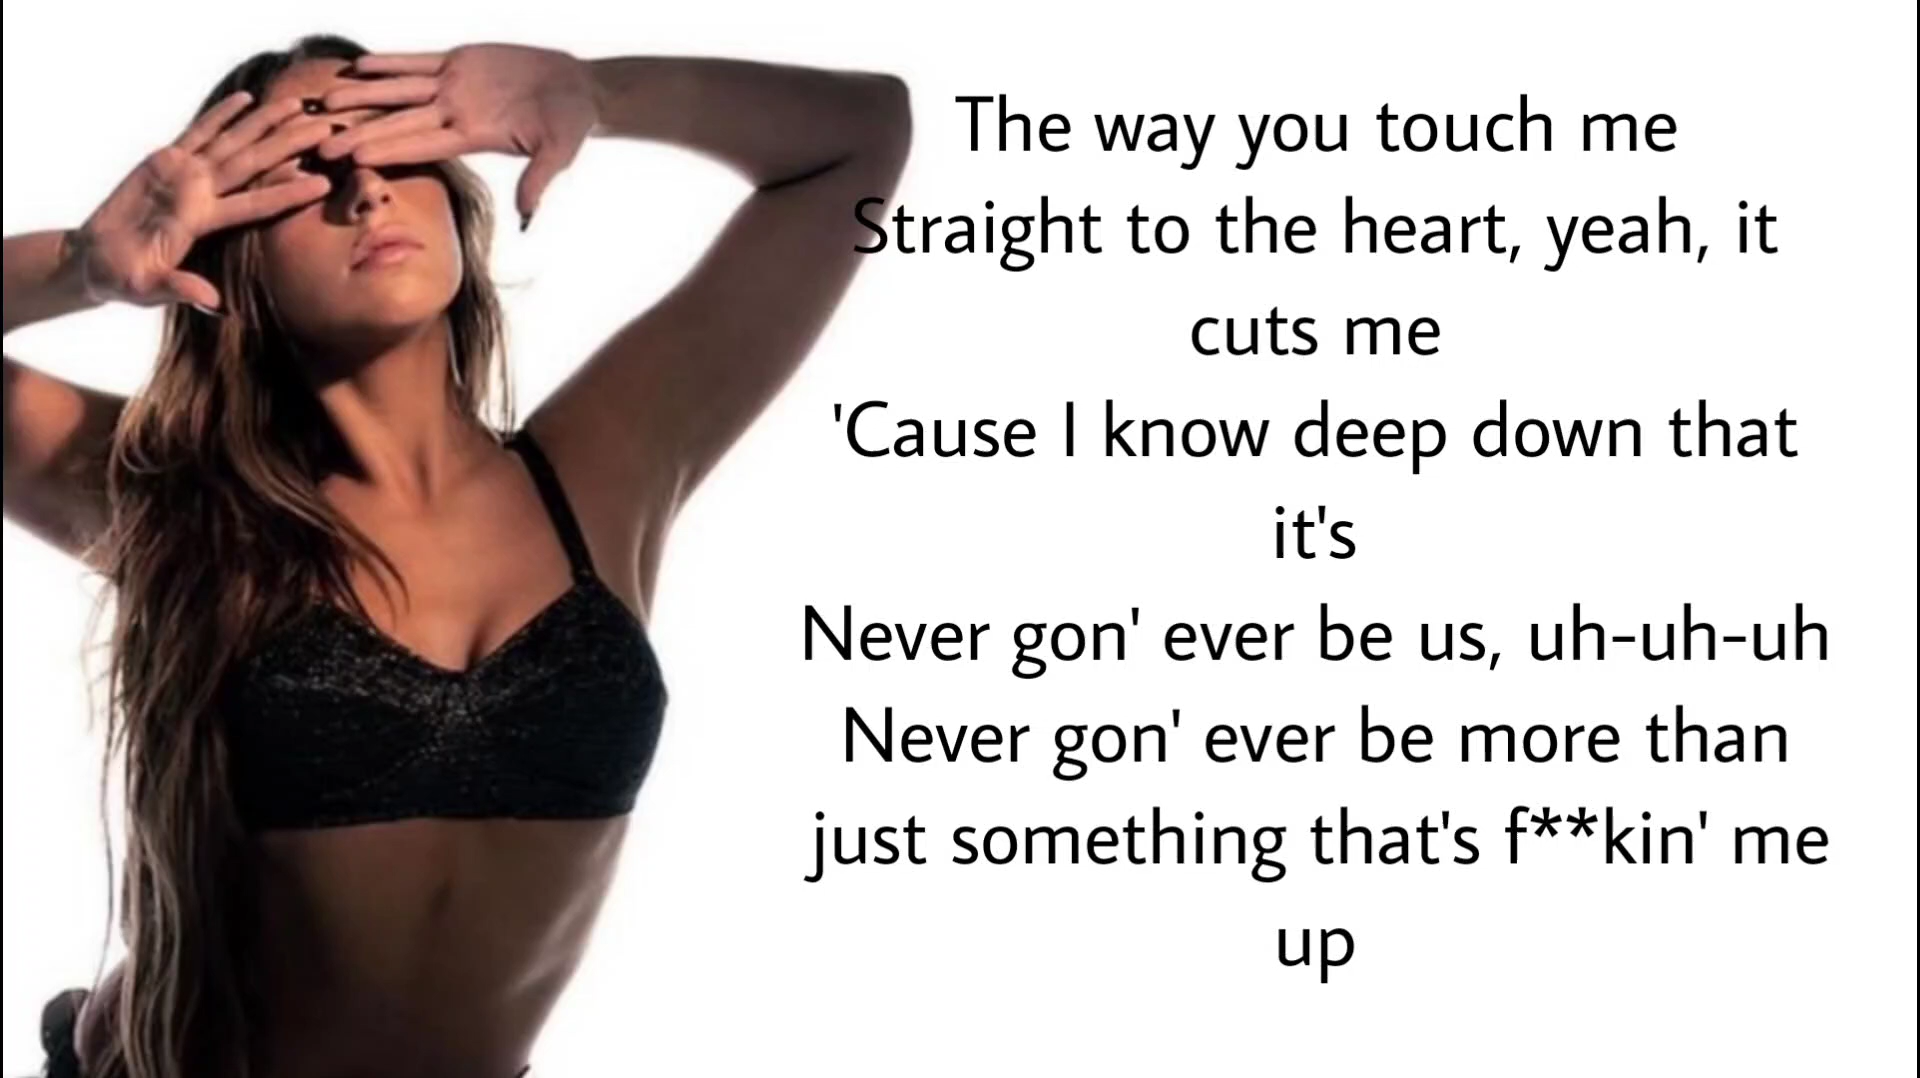 The way you touch me
Straight to the heart, yeah, it
cuts me
'Cause I know deep down that
it's
Never gon' ever be us, uh-uh-uh
Never gon' ever be more than
just something that's f**kin' me
up